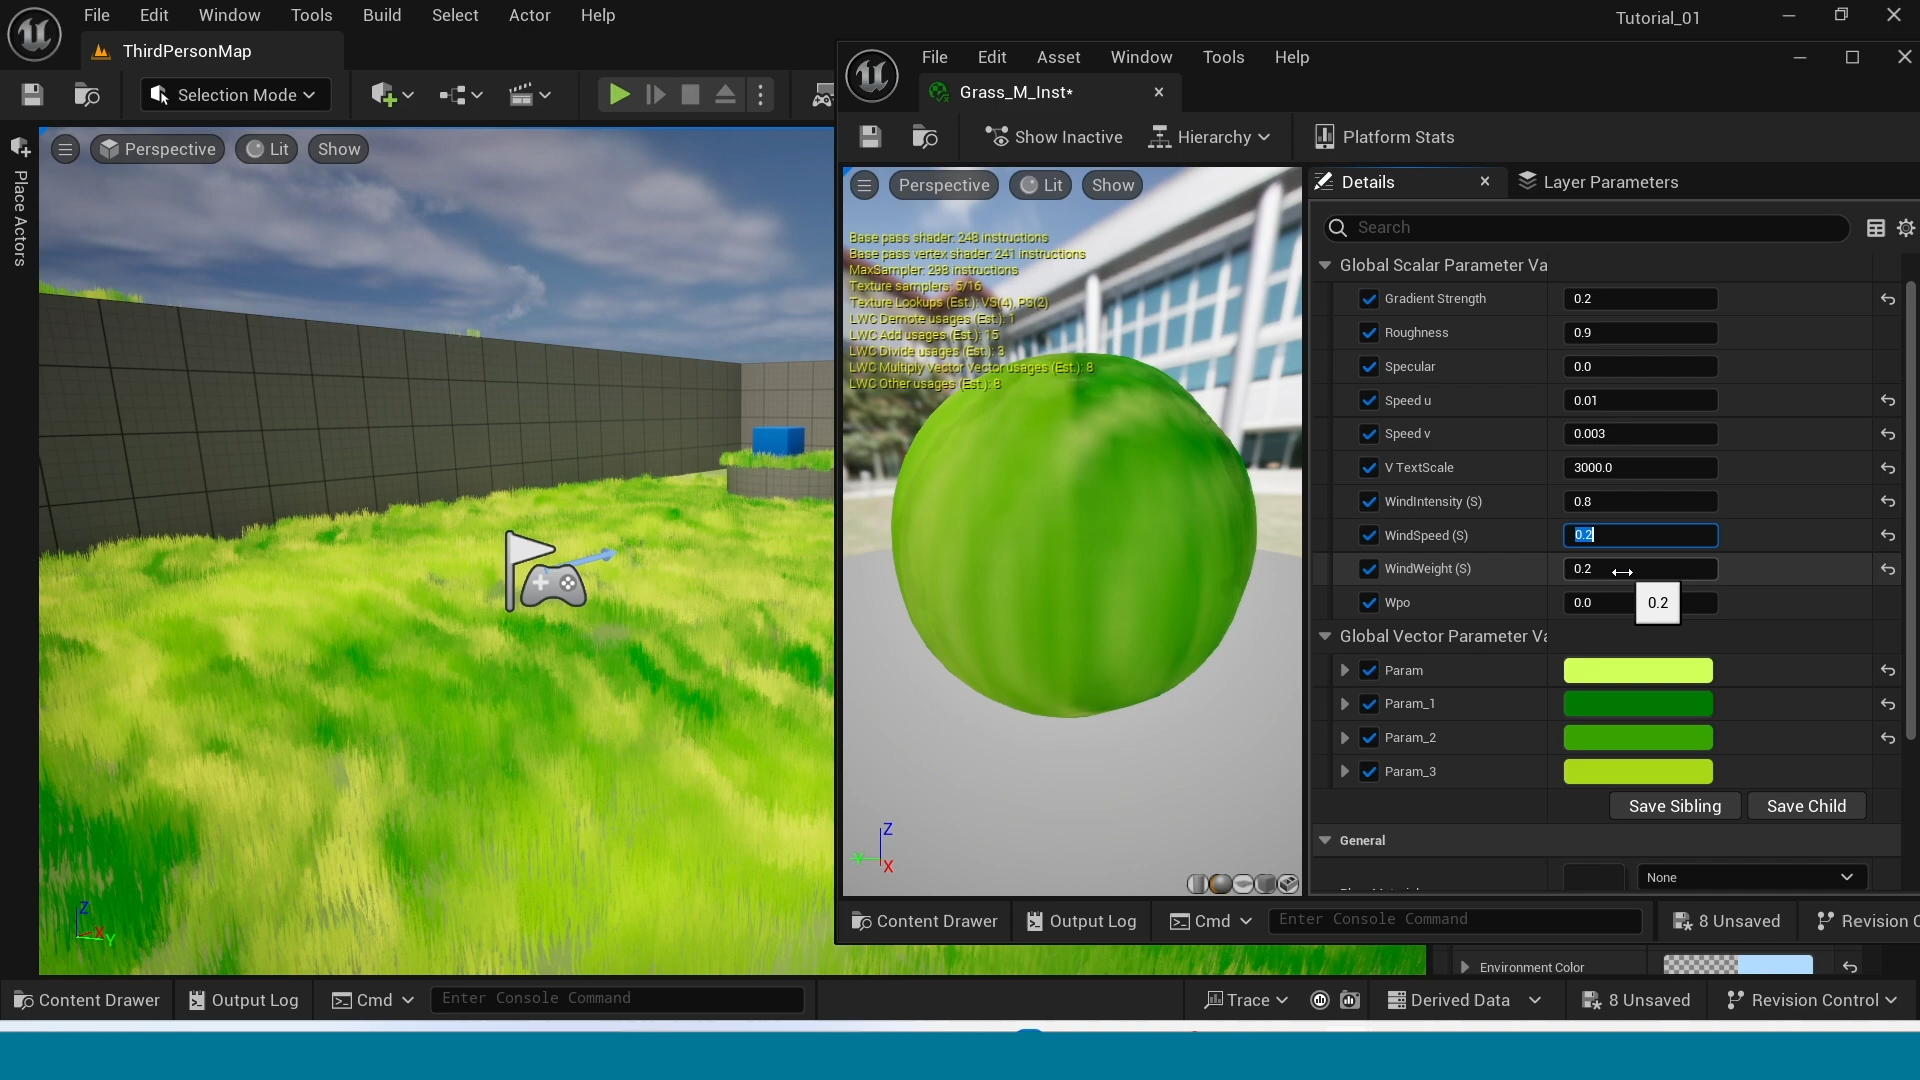 File Edit Window Tools Build Select Actor Help
Tutorial_01
ThirdPersonMap
Selection Mode
Place Actors
Perspective Lit Show
File Edit Asset Window Tools Help
Grass_M_Inst*
Show Inactive Hierarchy Platform Stats
Perspective Lit Show
Base pass shader: 248 instructions
Base pass vertex shader: 241 instructions
MaxSampler: 298 instructions
Texture samplers: 5/16
Texture Lookups (Est.): VS(4), PS(2)
LWC Demote usages (Est.): 1
LWC Add usages (Est.): 15
LWC Divide usages (Est.): 3
LWC Multiply Vector Vector usages (Est.): 8
LWC Other usages (Est.): 8
Z
Y
X
Details Layer Parameters
Search
Global Scalar Parameter Va
Gradient Strength 0.2
Roughness 0.9
Specular 0.0
Speed u 0.01
Speed v 0.003
V TextScale 3000.0
WindIntensity (S) 0.8
WindSpeed (S) 0.2
WindWeight (S) 0.2
Wpo 0.0
0.2
Global Vector Parameter Va
Param
Param_1
Param_2
Param_3
Save Sibling Save Child
General
None
Content Drawer Output Log Cmd Enter Console Command 8 Unsaved Revision C
Environment Color
Z
X
Y
Content Drawer Output Log Cmd Enter Console Command Trace Derived Data 8 Unsaved Revision Control